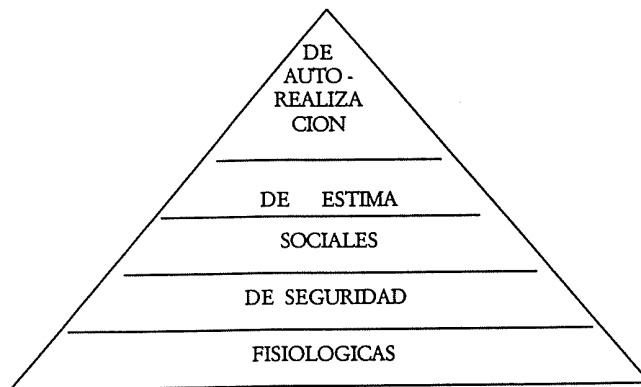 DE
AUTO -
REALIZA
CION
DE ESTIMA
SOCIALES
DE SEGURIDAD
FISIOLOGICAS